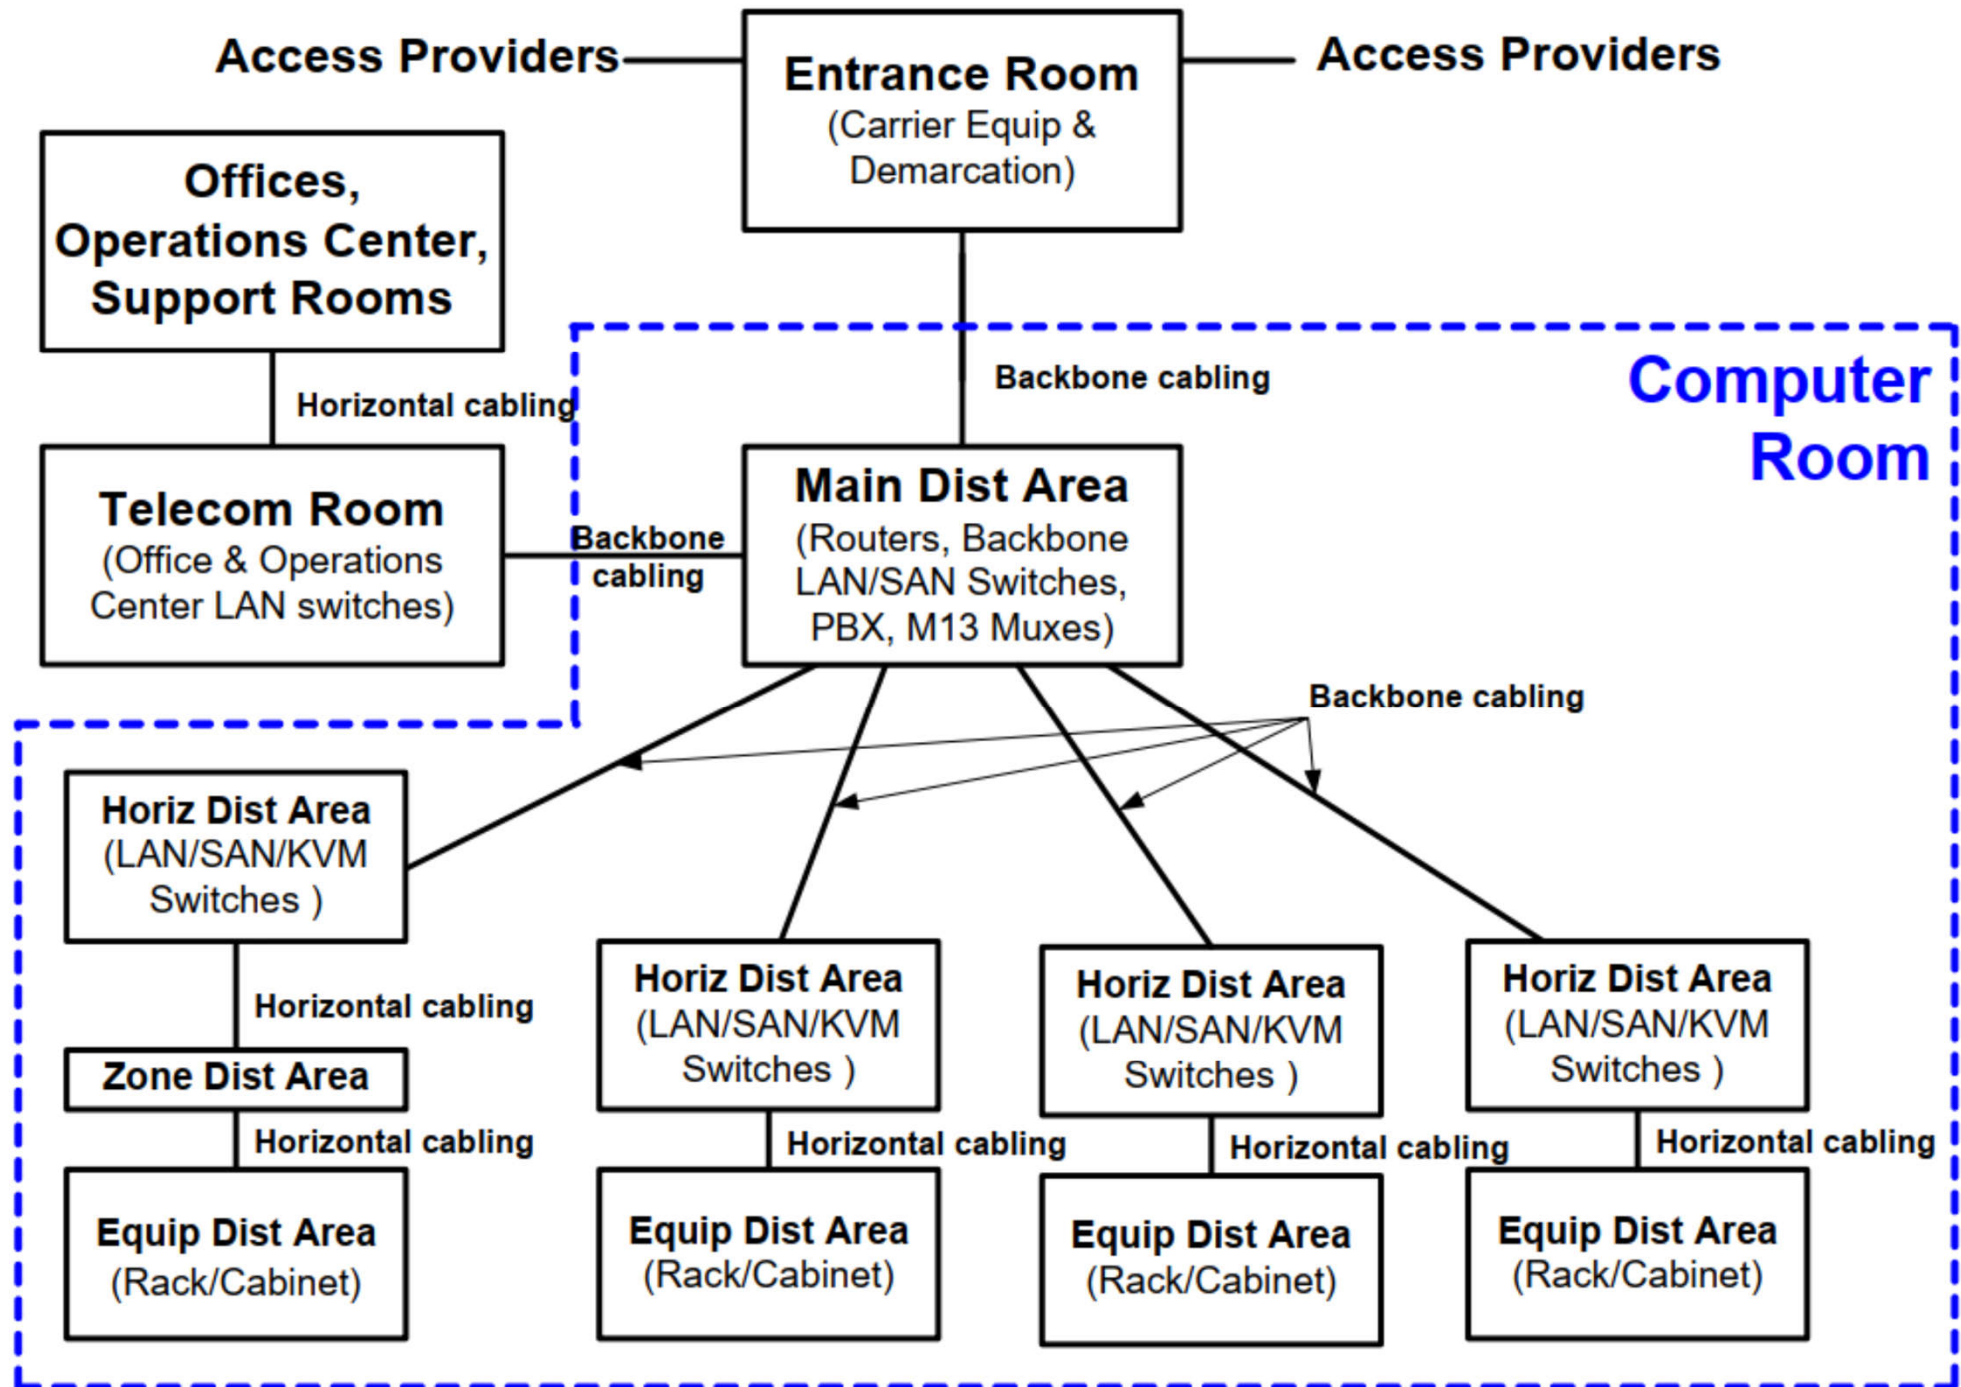 Access Providers
Entrance Room
(Carrier Equip &
Demarcation)
Access Providers
Offices,
Operations Center,
Support Rooms
Horizontal cabling
Backbone cabling
Computer
Room
Telecom Room
(Office & Operations
Center LAN switches)
Backbone
cabling
Main Dist Area
(Routers, Backbone
LAN/SAN Switches,
PBX, M13 Muxes)
Backbone cabling
Horiz Dist Area
(LAN/SAN/KVM
Switches )
Horizontal cabling
Zone Dist Area
Horizontal cabling
Equip Dist Area
(Rack/Cabinet)
Horiz Dist Area
(LAN/SAN/KVM
Switches )
Horizontal cabling
Equip Dist Area
(Rack/Cabinet)
Horiz Dist Area
(LAN/SAN/KVM
Switches )
Horizontal cabling
Equip Dist Area
(Rack/Cabinet)
Horiz Dist Area
(LAN/SAN/KVM
Switches )
Horizontal cabling
Equip Dist Area
(Rack/Cabinet)